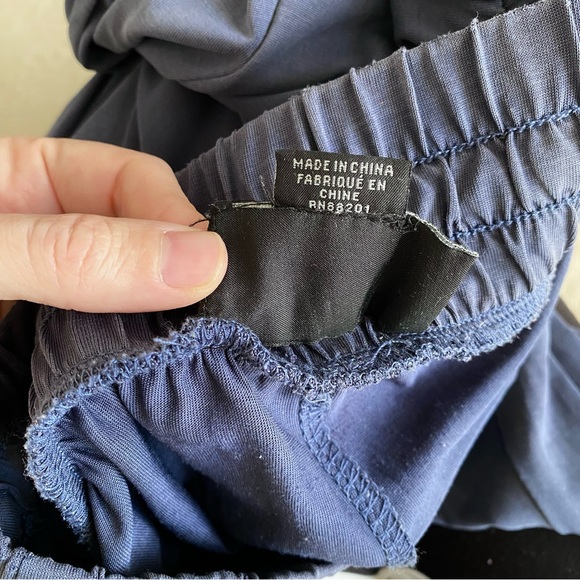 MADE IN CHINA
FABRIQUÉ EN
CHINE
RN88201